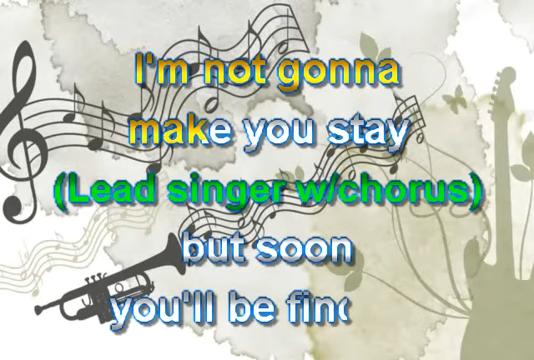 I'm not gonna
make you stay
(Lead singer w/chorus)
but soon
you'll be